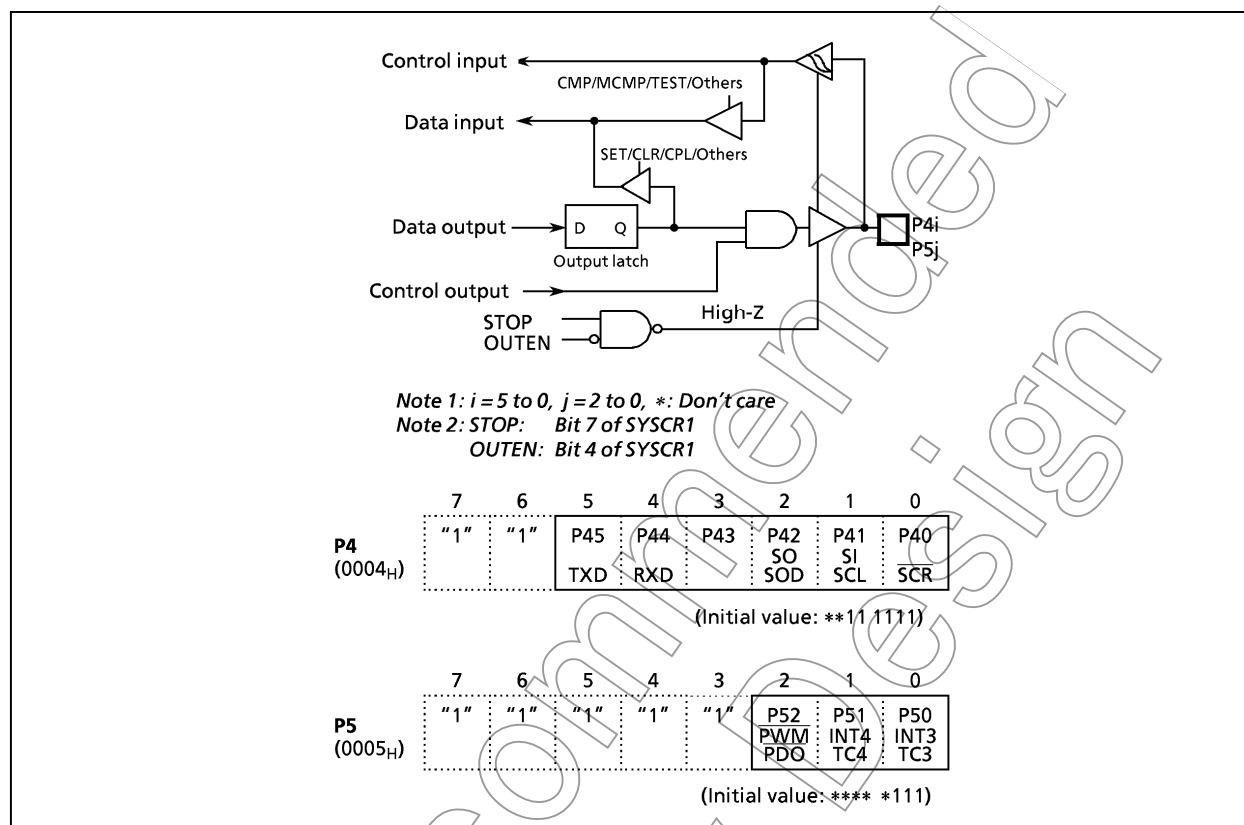 Control input
CMP/MCMP/TEST/Others
Data input
SET/CLR/CPL/Others
Data output
D Q
P4i
P5j
Output latch
Control output
High-Z
STOP
OUTEN
Note 1: i = 5 to 0, j = 2 to 0, *: Don't care
Note 2: STOP: Bit 7 of SYSCR1
OUTEN: Bit 4 of SYSCR1
7 6 5 4 3 2 1 0
P4
(0004H)
"1" "1" P45 P44 P43 P42 P41 P40
SO SI
TXD RXD SOD SCL SCR
(Initial value: **11 1111)
7 6 5 4 3 2 1 0
P5
(0005H)
"1" "1" "1" "1" "1" P52 P51 P50
PWM INT4 INT3
PDO TC4 TC3
(Initial value: **** *111)